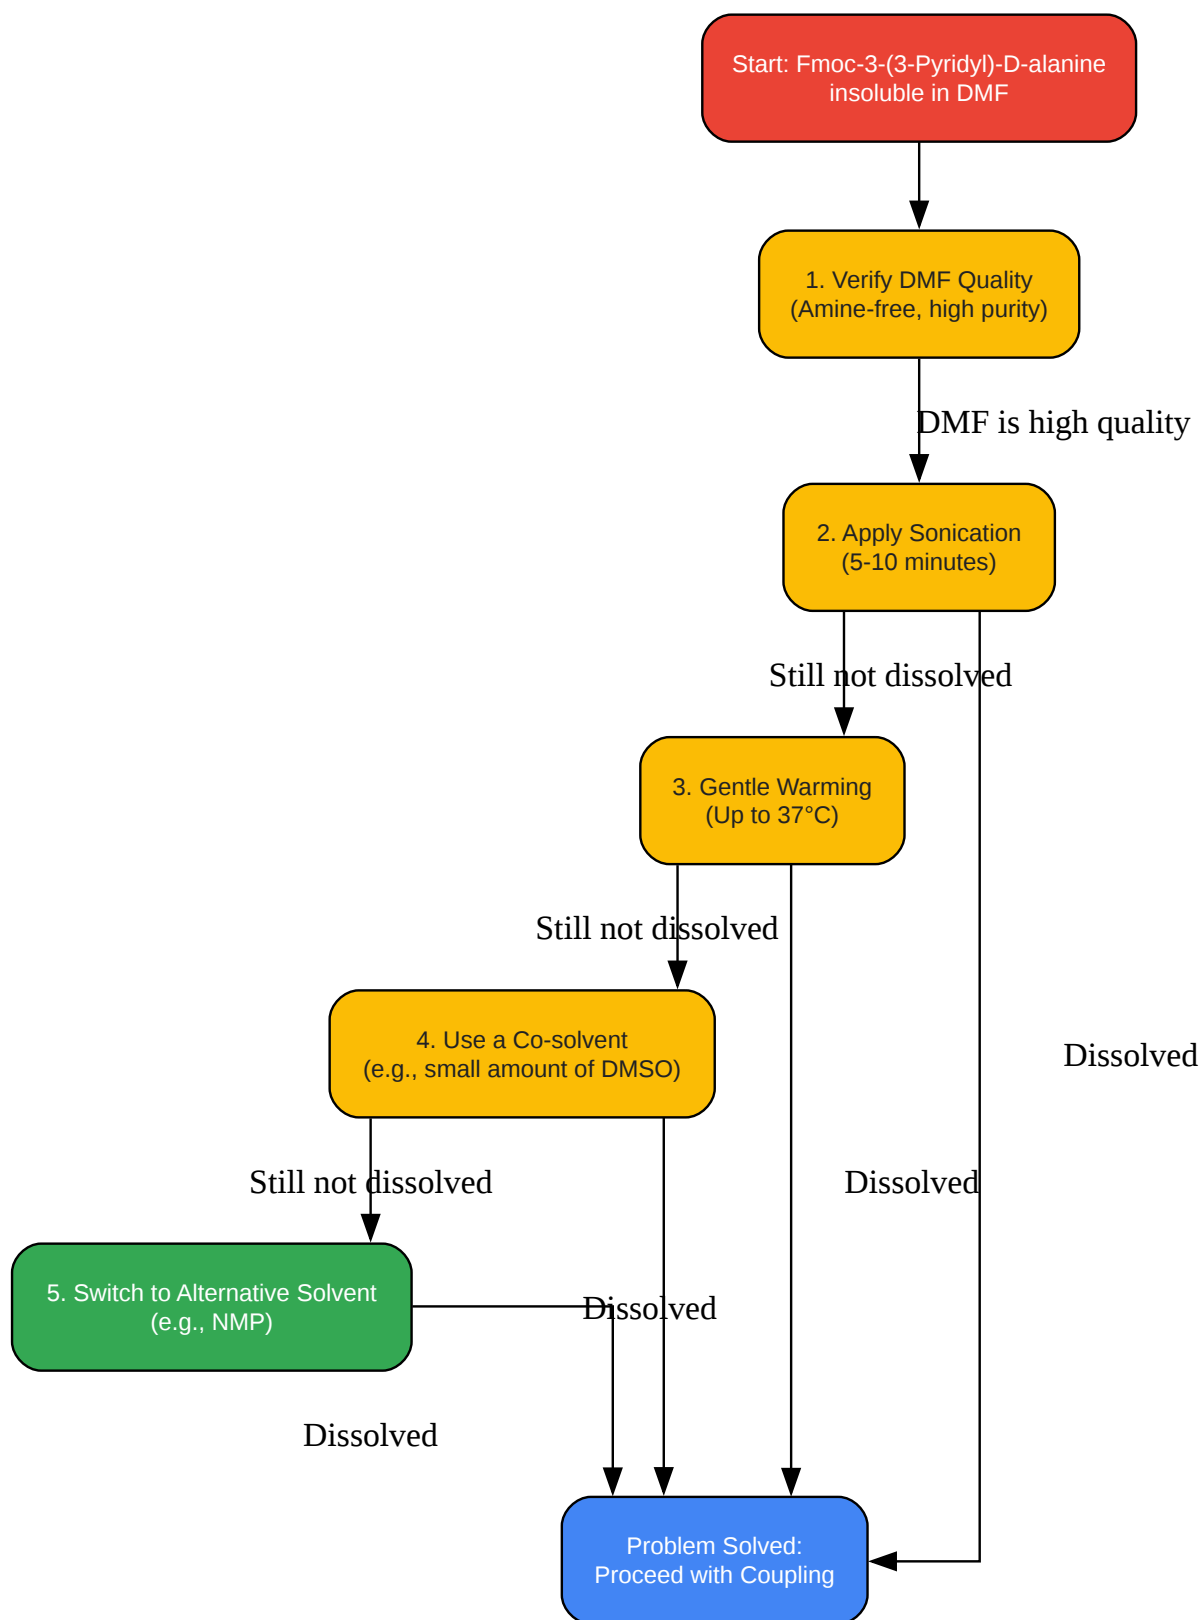 Start: Fmoc-3-(3-Pyridyl)-D-alanine
insoluble in DMF
1. Verify DMF Quality
(Amine-free, high purity)
DMF is high quality
2. Apply Sonication
(5-10 minutes)
Still not dissolved
3. Gentle Warming
(Up to 37°C)
Still not dissolved
4. Use a Co-solvent
(e.g., small amount of DMSO)
Dissolved
Still not dissolved
Dissolved
5. Switch to Alternative Solvent
(e.g., NMP)
Dissolved
Dissolved
Problem Solved:
Proceed with Coupling